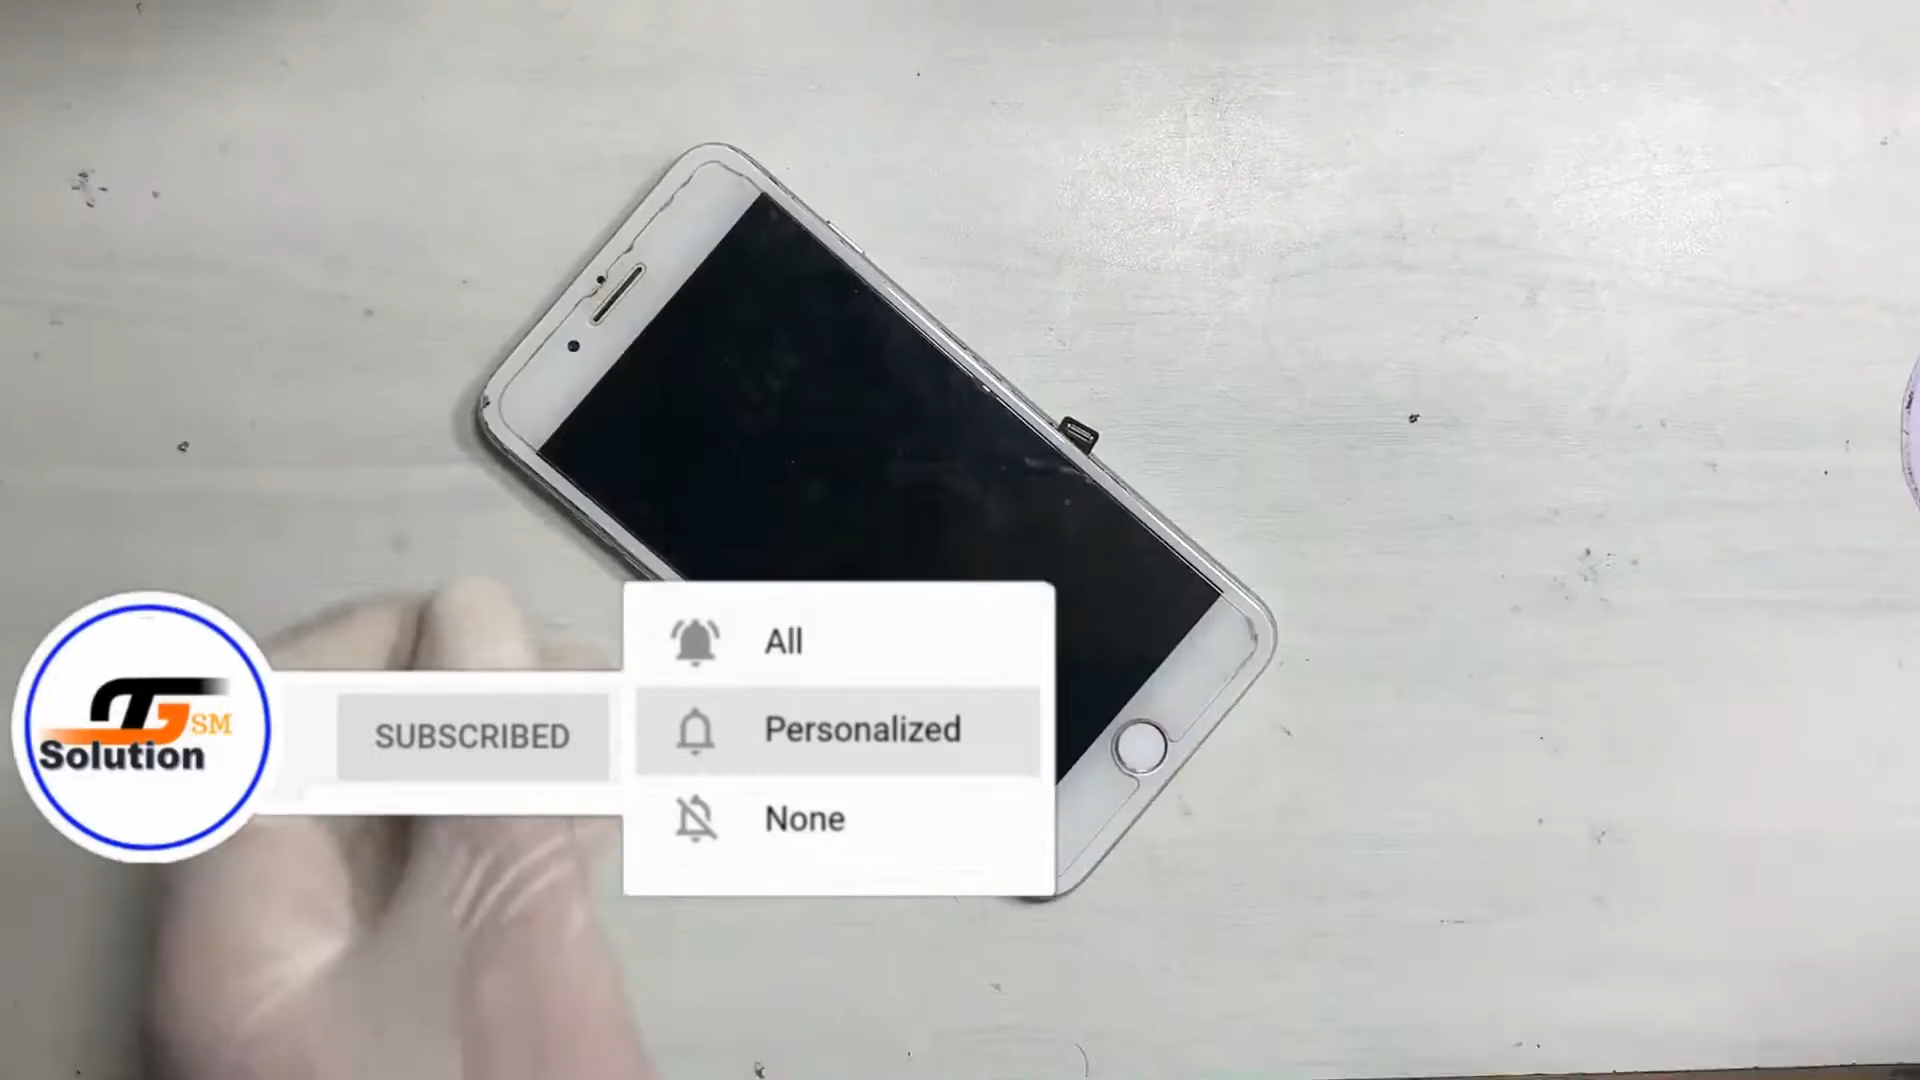 GSM
Solution
SUBSCRIBED
All
Personalized
None